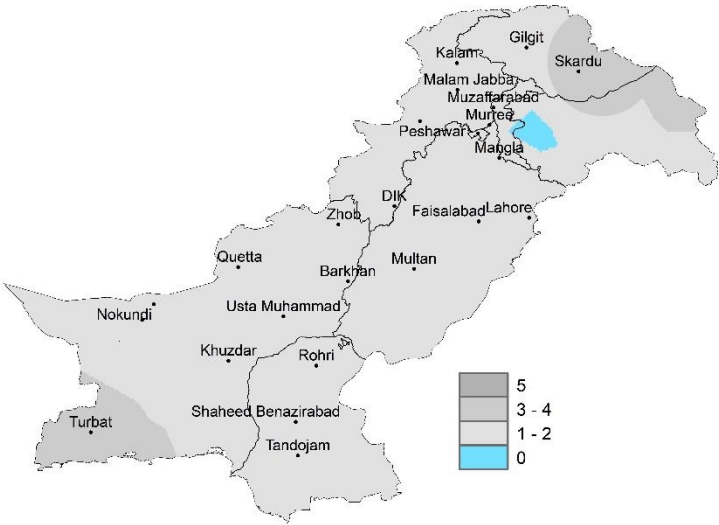 Gilgit
Kalam
Skardu
Malam Jabba
Muzaffarabad
Murree
Peshawar
Mangla
DIK
Zhob
Faisalabad
Lahore
Quetta
Multan
Barkhan
Nokundi
Usta Muhammad
Khuzdar
Rohri
5
3 - 4
Turbat
Shaheed Benazirabad
1 - 2
Tandojam
0